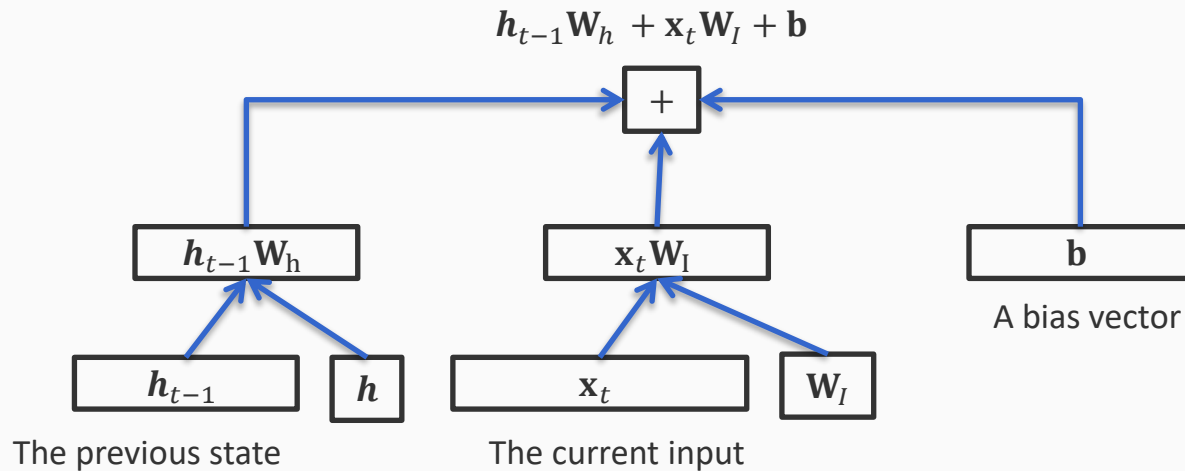 h_{t−1}W_h + x_tW_I + b
+
h_{t−1}W_h
x_tW_I
b
A bias vector
h_{t−1}
h
x_t
W_I
The previous state
The current input